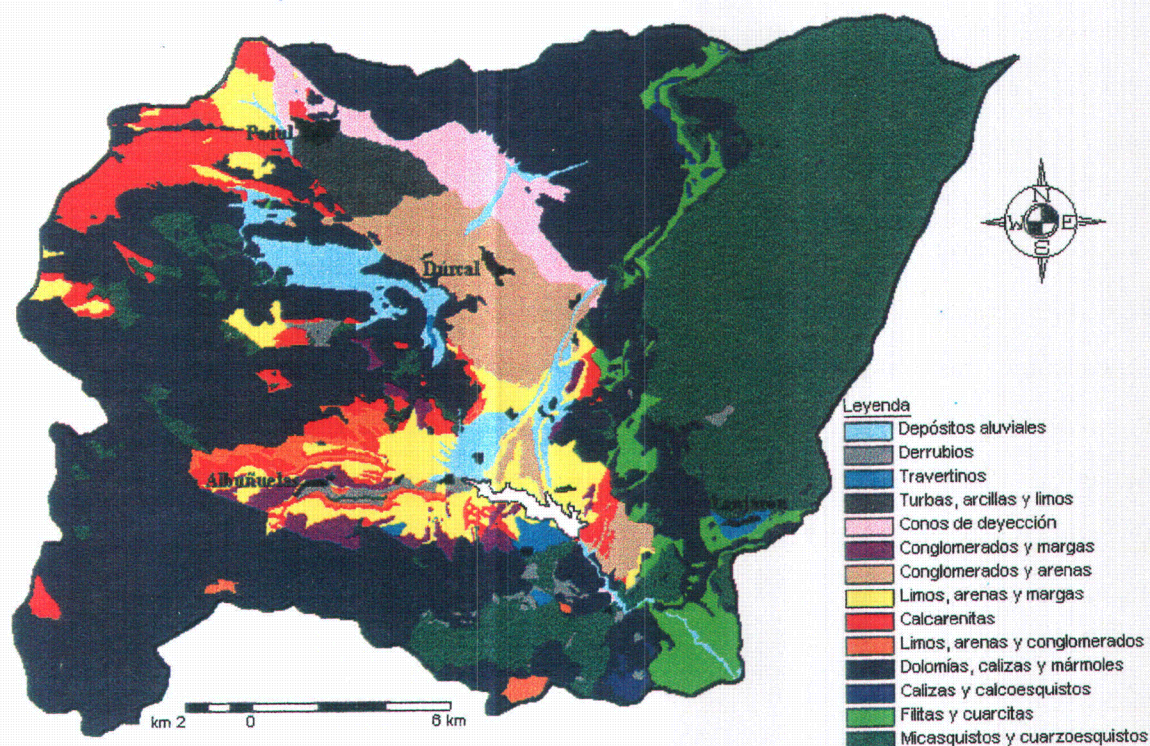 Padul
Dúrcal
Albuñuelas
Lanjaron
N
W E
S
Leyenda
Depósitos aluviales
Derrubios
Travertinos
Turbas, arcillas y limos
Conos de deyección
Conglomerados y margas
Conglomerados y arenas
Limos, arenas y margas
Calcarenitas
Limos, arenas y conglomerados
Dolomías, calizas y mármoles
Calizas y calcoesquistos
Filitas y cuarcitas
Micasquistos y cuarzoesquistos
km 2 0 6 km